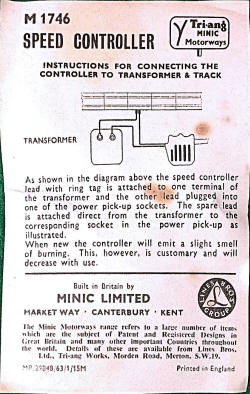 M 1746
SPEED CONTROLLER
Tri-ang
MINIC
Motorways
INSTRUCTIONS FOR CONNECTING THE
CONTROLLER TO TRANSFORMER & TRACK
TRANSFORMER
As shown in the diagram above the speed controller
lead with ring tag is attached to one terminal of
the transformer and the other lead plugged into
one of the power pick-up sockets. The spare lead
is attached direct from the transformer to the
corresponding socket in the power pick-up as
illustrated.
When new the controller will emit a slight smell
of burning. This, however, is customary and will
decrease with use.
Built in Britain by
MINIC LIMITED
MARKET WAY · CANTERBURY · KENT
LINES BROS
GROUP
The Minic Motorways range refers to a large number of items
which are the subject of Patent and Registered Designs in
Great Britain and many other important Countries throughout
the world. Details of these are available from Lines Bros.
Ltd., Tri-ang Works, Morden Road, Merton, S.W.19.
Printed in England